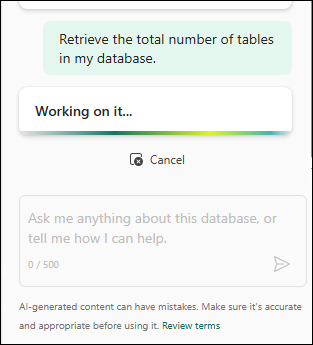 Retrieve the total number of tables
in my database.
Working on it...
Cancel
Ask me anything about this database, or
tell me how I can help.
0 / 500
AI-generated content can have mistakes. Make sure it's accurate
and appropriate before using it. Review terms